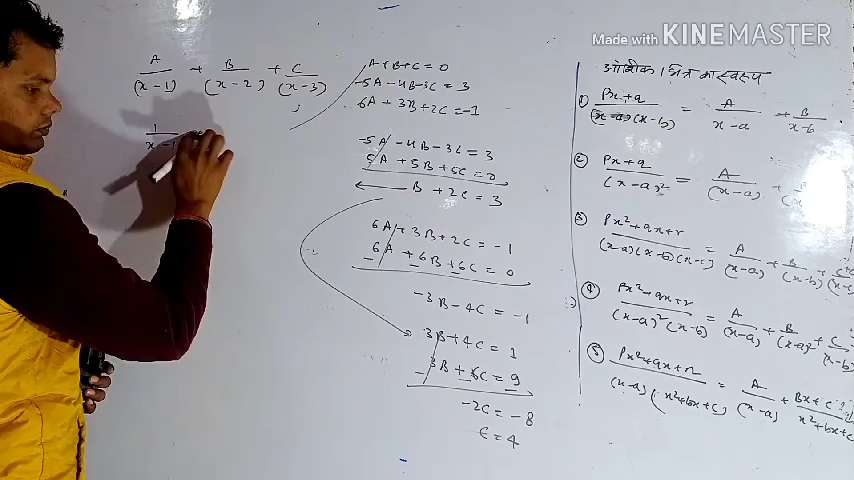 Made with KINEMASTER
A/(x-1) + B/(x-2) + C/(x-3)
1/(x-1)
A+B+C=0
-5A-4B-3C=3
6A+3B+2C=-1
-5A-4B-3C=3
5A+5B+5C=0
B+2C=3
6A+3B+2C=-1
6A+6B+6C=0
-3B-4C=-1
3B+4C=1
3B+6C=9
-2C=-8
C=4
आंशिक भिन्न का स्वरूप
① (Px+q)/((x-a)(x-b)) = A/(x-a) + B/(x-b)
② (Px+q)/(x-a)² = A/(x-a) +
③ (Px²+qx+r)/((x-a)(x-b)(x-c)) = A/(x-a) + B/(x-b) +
④ (Px²+qx+r)/((x-a)²(x-b)) = A/(x-a) + B/(x-a)² + C/(x-b)
⑤ (Px²+qx+r)/((x-a)(x²+bx+c)) = A/(x-a) + (Bx+c)/(x²+bx+c)